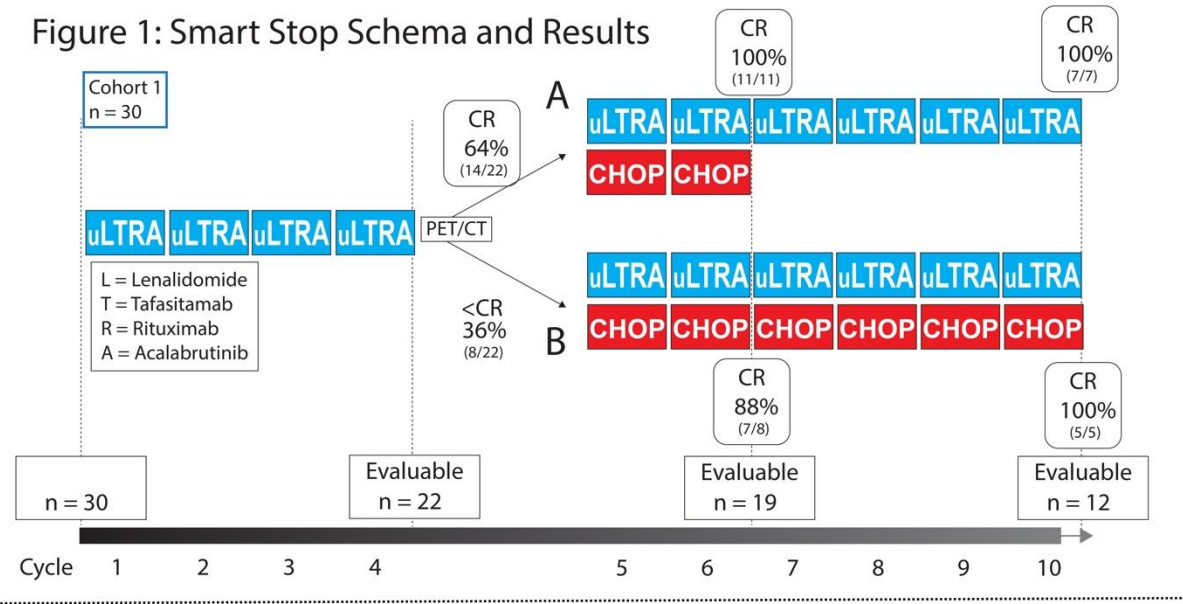 Figure 1: Smart Stop Schema and Results
Cohort 1
n = 30
uLTRA uLTRA uLTRA uLTRA
L = Lenalidomide
T = Tafasitamab
R = Rituximab
A = Acalabrutinib
PET/CT
CR
64%
(14/22)
<CR
36%
(8/22)
A
CR
100%
(11/11)
CR
100%
(7/7)
uLTRA uLTRA uLTRA uLTRA uLTRA uLTRA
CHOP CHOP
B
uLTRA uLTRA uLTRA uLTRA uLTRA uLTRA
CHOP CHOP CHOP CHOP CHOP CHOP
CR
88%
(7/8)
CR
100%
(5/5)
n = 30
Evaluable
n = 22
Evaluable
n = 19
Evaluable
n = 12
Cycle 1 2 3 4 5 6 7 8 9 10